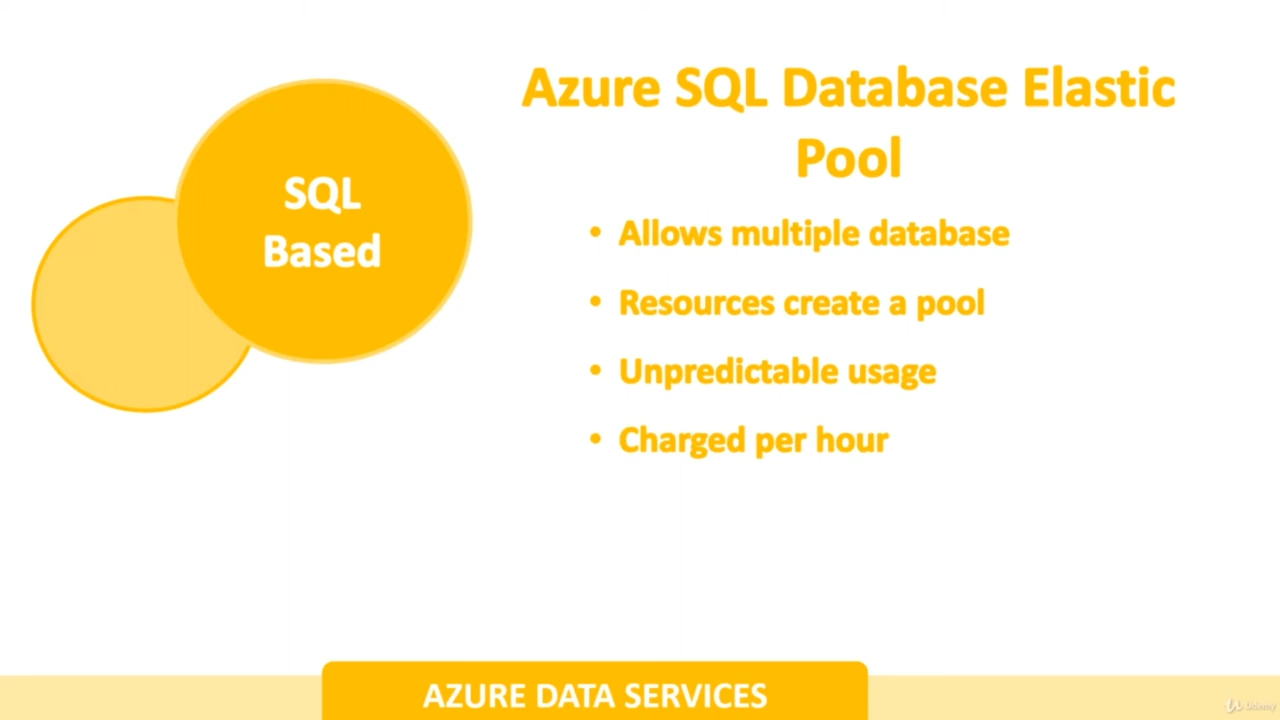 SQL
Based
Azure SQL Database Elastic
Pool
• Allows multiple database
• Resources create a pool
• Unpredictable usage
• Charged per hour
AZURE DATA SERVICES
Udemy